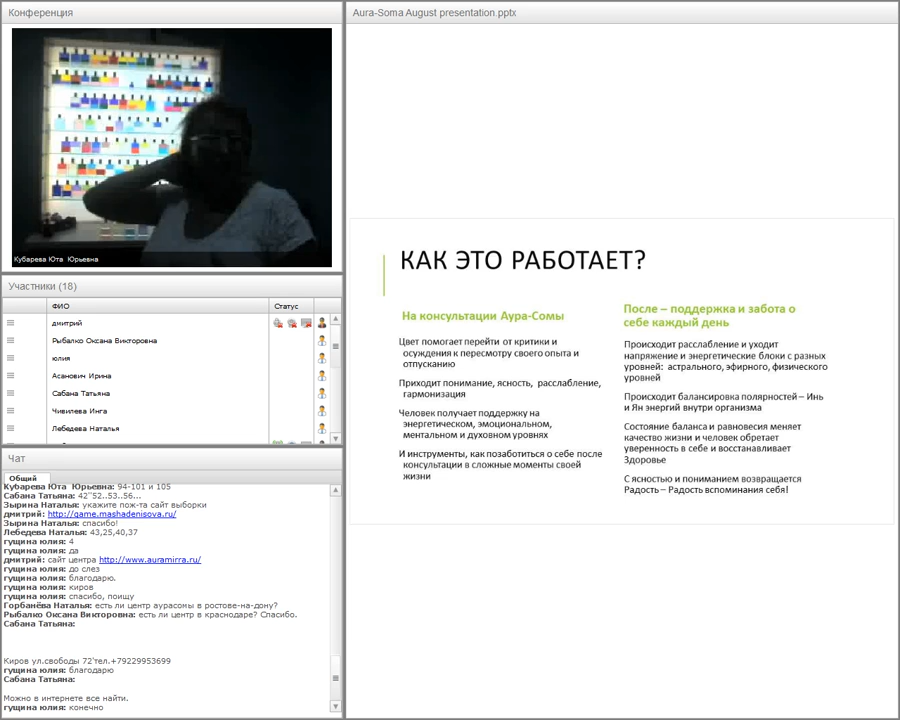 Конференция
Кубарева Юта Юрьевна
Участники (18)
ФИО
Статус
дмитрий
Рыбалко Оксана Викторовна
юлия
Асанович Ирина
Сабана Татьяна
Чивилева Инга
Лебедева Наталья
Чат
Общий
Кубарева Юта Юрьевна: 94-101 и 105
Сабана Татьяна: 42¨52..53..56...
Зырина Наталья: укажите пож-та сайт выборки
дмитрий: http://game.mashadenisova.ru/
Зырина Наталья: спасибо!
Лебедева Наталья: 43,25,40,37
гущина юлия: 4
гущина юлия: да
дмитрий: сайт центра http://www.auramirra.ru/
гущина юлия: до слез
гущина юлия: благодарю.
гущина юлия: киров
гущина юлия: спасибо, поищу
Горбанёва Наталья: есть ли центр аурасомы в ростове-на-дону?
Рыбалко Оксана Викторовна: есть ли центр в краснодаре? Спасибо.
Сабана Татьяна:
Киров ул.свободы 72'тел.+79229953699
гущина юлия: благодарю
Сабана Татьяна:
Можно в интернете все найти.
гущина юлия: конечно
Aura-Soma August presentation.pptx
КАК ЭТО РАБОТАЕТ?
На консультации Аура-Сомы
Цвет помогает перейти от критики и
осуждения к пересмотру своего опыта и
отпусканию
Приходит понимание, ясность, расслабление,
гармонизация
Человек получает поддержку на
энергетическом, эмоциональном,
ментальном и духовном уровнях
И инструменты, как позаботиться о себе после
консультации в сложные моменты своей
жизни
После – поддержка и забота о
себе каждый день
Происходит расслабление и уходит
напряжение и энергетические блоки с разных
уровней: астрального, эфирного, физического
уровней
Происходит балансировка полярностей – Инь
и Ян энергий внутри организма
Состояние баланса и равновесия меняет
качество жизни и человек обретает
уверенность в себе и восстанавливает
Здоровье
С ясностью и пониманием возвращается
Радость – Радость вспоминания себя!